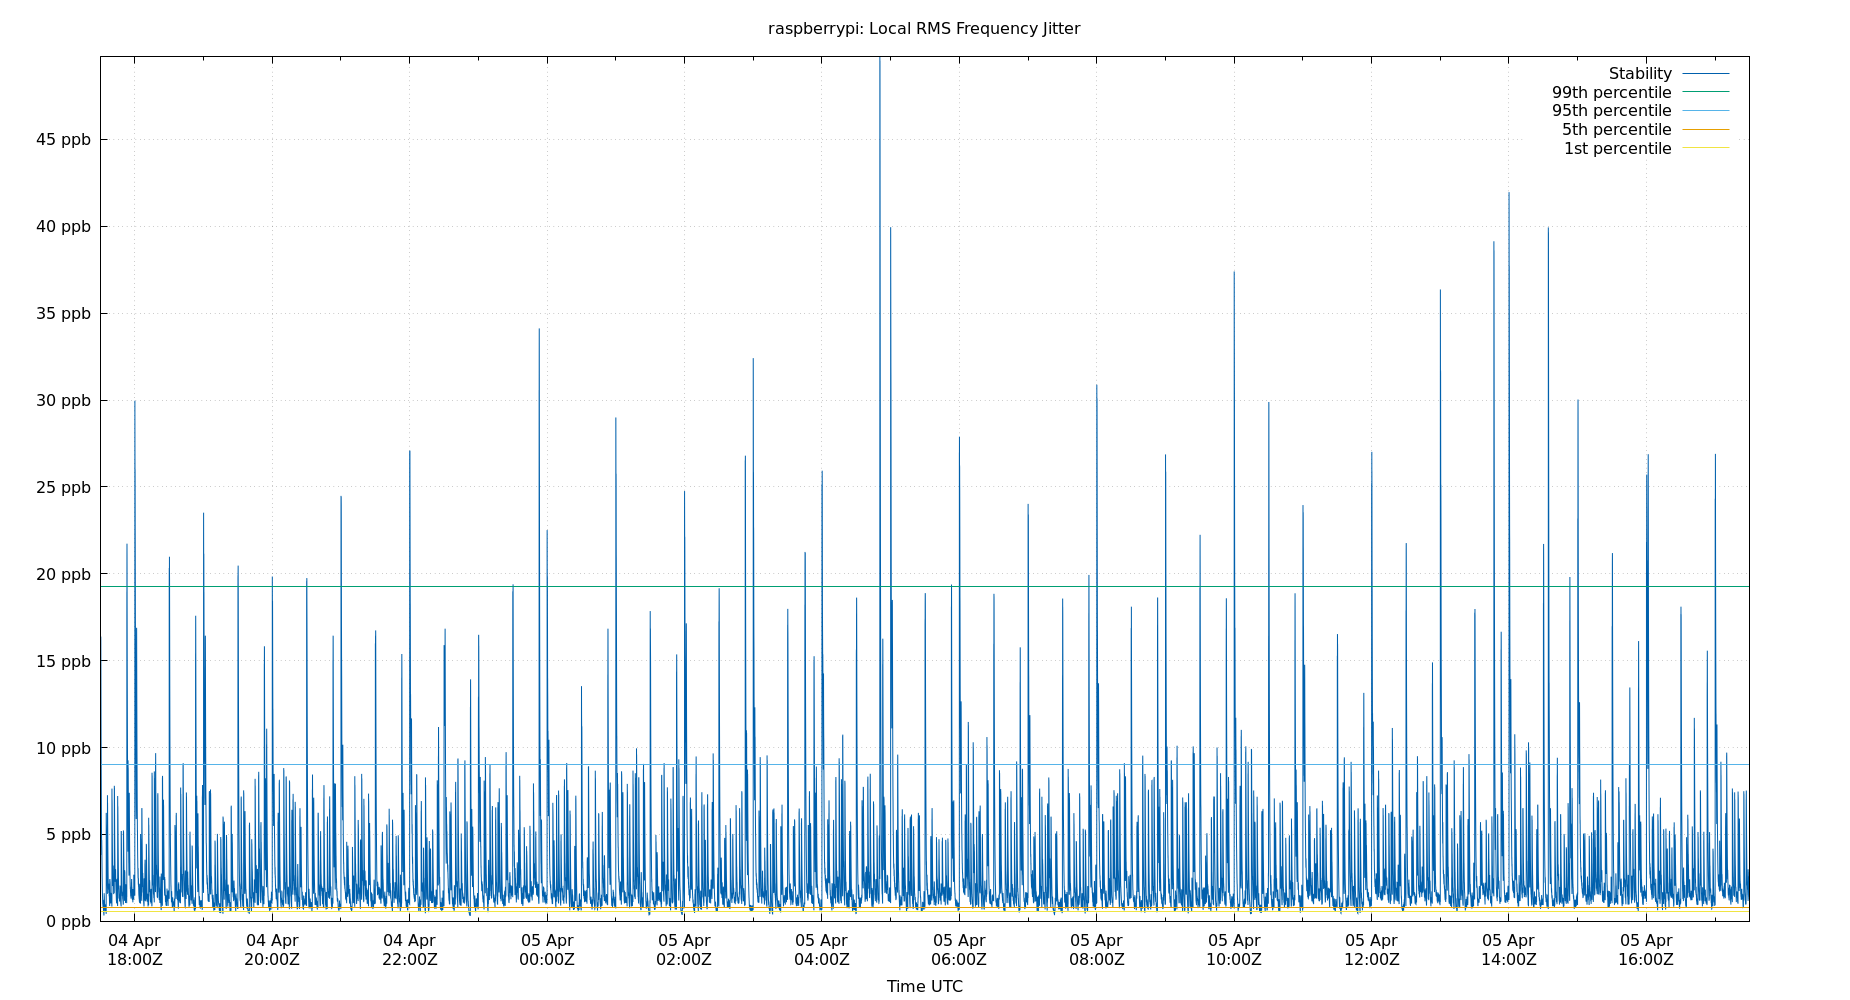 raspberrypi: Local RMS Frequency Jitter
Stability
99th percentile
95th percentile
5th percentile
1st percentile
45 ppb
40 ppb
35 ppb
30 ppb
25 ppb
20 ppb
15 ppb
10 ppb
5 ppb
0 ppb
04 Apr 04 Apr 04 Apr 05 Apr 05 Apr 05 Apr 05 Apr 05 Apr 05 Apr 05 Apr 05 Apr 05 Apr
18:00Z 20:00Z 22:00Z 00:00Z 02:00Z 04:00Z 06:00Z 08:00Z 10:00Z 12:00Z 14:00Z 16:00Z
Time UTC